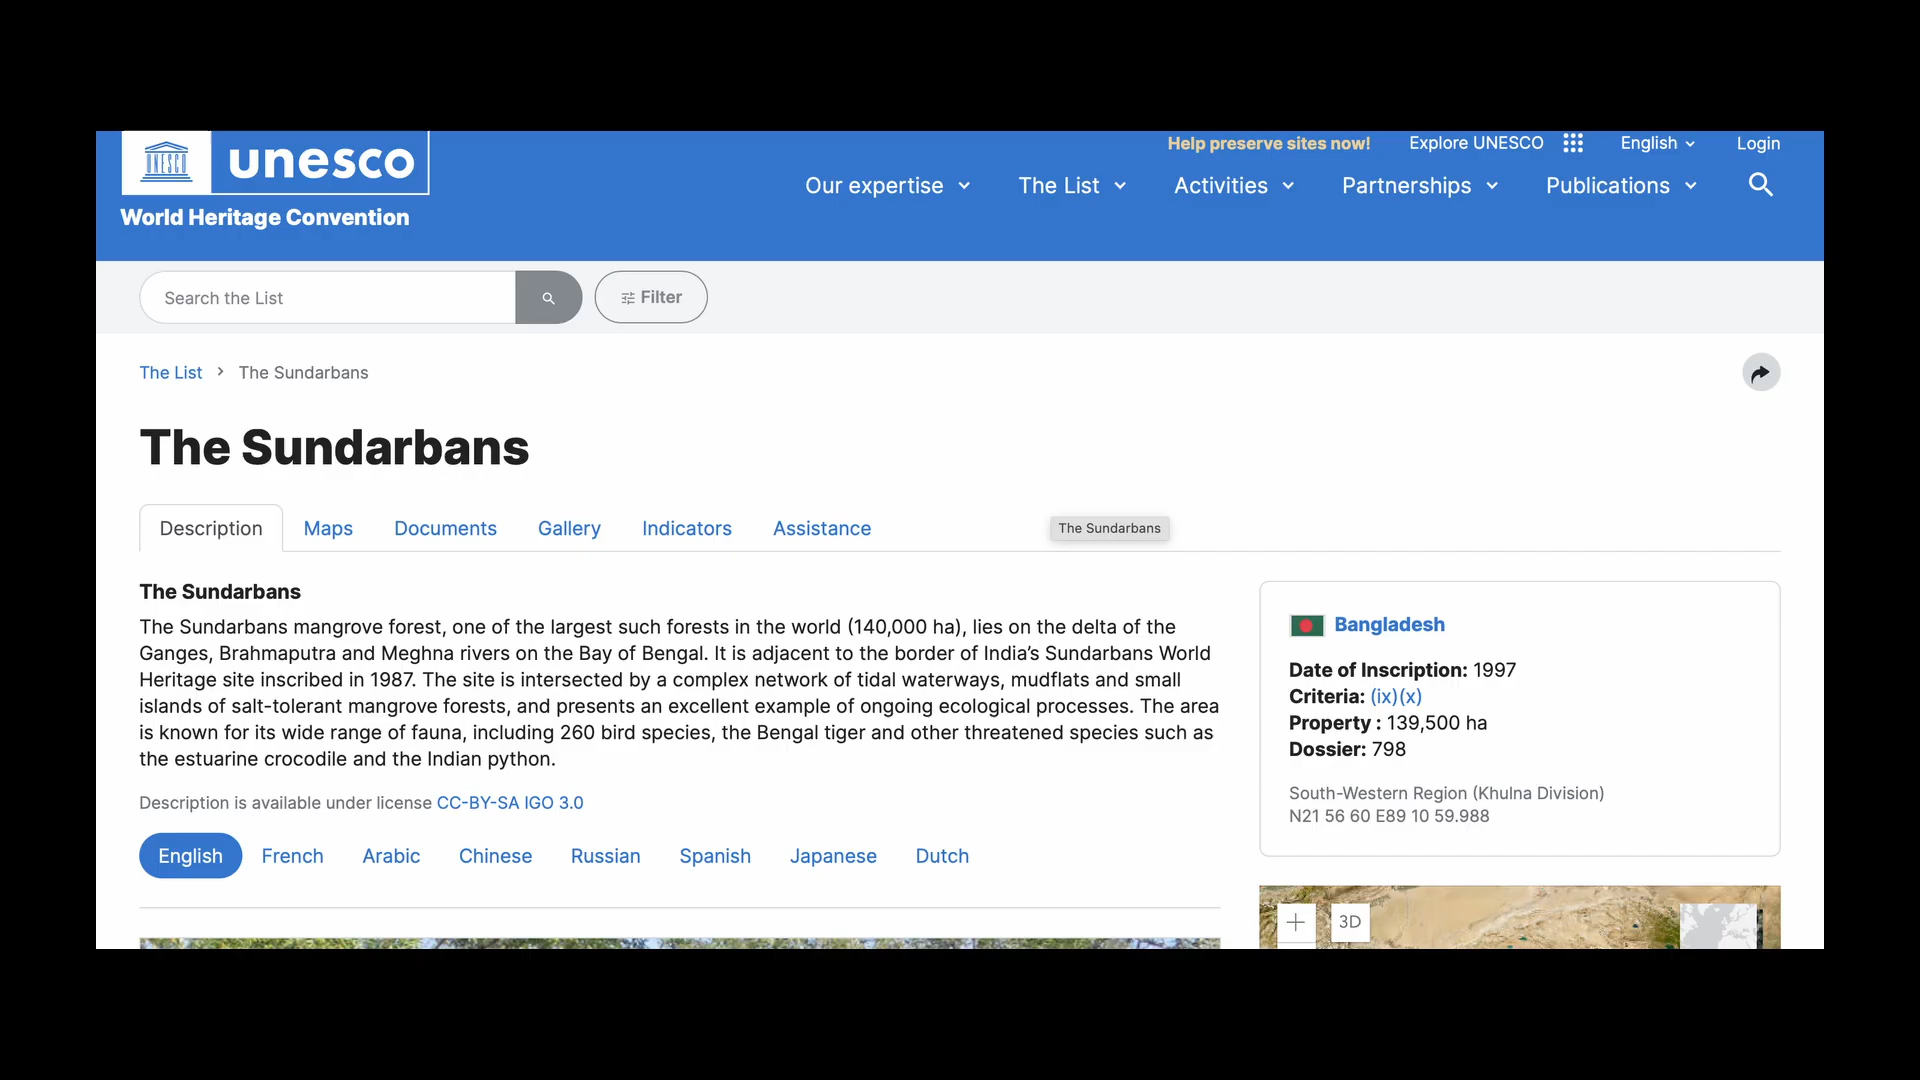 UNESCO
unesco
World Heritage Convention
Help preserve sites now!
Explore UNESCO
English
Login
Our expertise
The List
Activities
Partnerships
Publications
Search the List
Filter
The List > The Sundarbans
The Sundarbans
Description
Maps
Documents
Gallery
Indicators
Assistance
The Sundarbans
The Sundarbans
The Sundarbans mangrove forest, one of the largest such forests in the world (140,000 ha), lies on the delta of the
Ganges, Brahmaputra and Meghna rivers on the Bay of Bengal. It is adjacent to the border of India’s Sundarbans World
Heritage site inscribed in 1987. The site is intersected by a complex network of tidal waterways, mudflats and small
islands of salt-tolerant mangrove forests, and presents an excellent example of ongoing ecological processes. The area
is known for its wide range of fauna, including 260 bird species, the Bengal tiger and other threatened species such as
the estuarine crocodile and the Indian python.
Description is available under license CC-BY-SA IGO 3.0
English
French
Arabic
Chinese
Russian
Spanish
Japanese
Dutch
Bangladesh
Date of Inscription: 1997
Criteria: (ix)(x)
Property : 139,500 ha
Dossier: 798
South-Western Region (Khulna Division)
N21 56 60 E89 10 59.988
3D